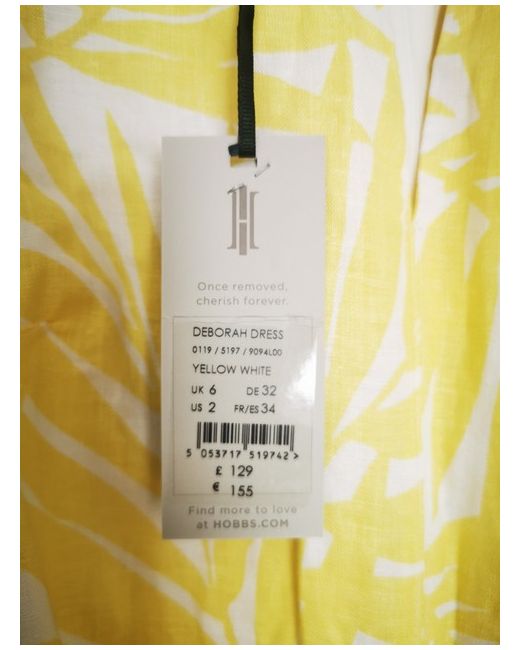 H
Once removed,
cherish forever.
DEBORAH DRESS
0119 / 5197 / 9094L00
YELLOW WHITE
UK 6 DE 32
US 2 FR/ES 34
5 053717 519742 >
£ 129
€ 155
Find more to love
at HOBBS.COM